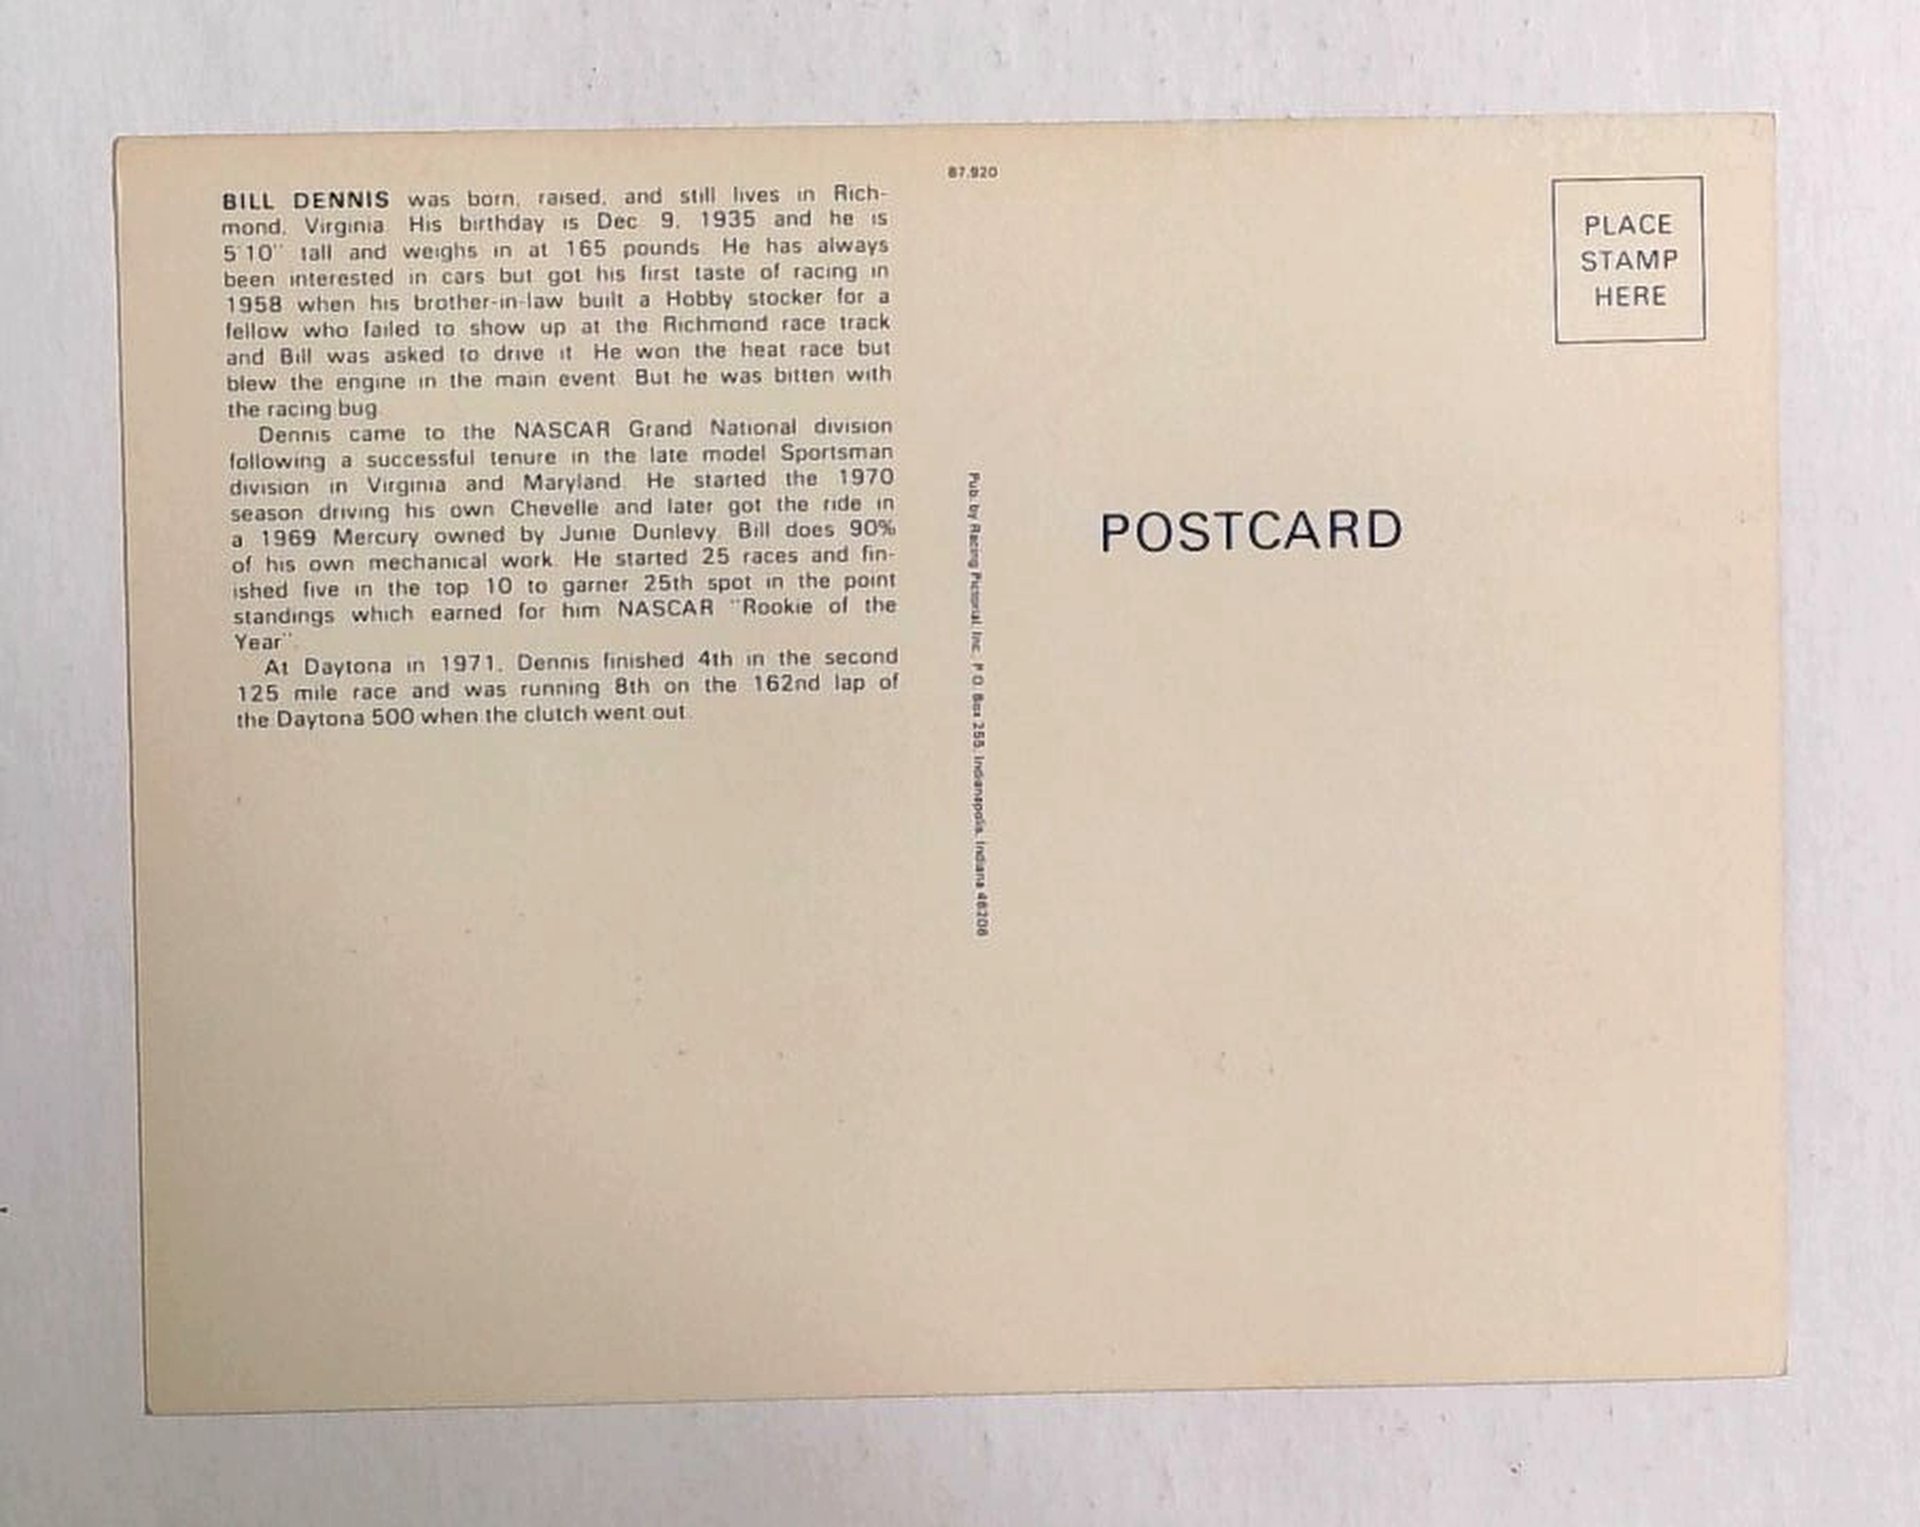 BILL DENNIS was born, raised, and still lives in Rich-
mond, Virginia. His birthday is Dec. 9, 1935 and he is
5'10" tall and weighs in at 165 pounds. He has always
been interested in cars but got his first taste of racing in
1958 when his brother-in-law built a Hobby stocker for a
fellow who failed to show up at the Richmond race track
and Bill was asked to drive it. He won the heat race but
blew the engine in the main event. But he was bitten with
the racing bug.
Dennis came to the NASCAR Grand National division
following a successful tenure in the late model Sportsman
division in Virginia and Maryland. He started the 1970
season driving his own Chevelle and later got the ride in
a 1969 Mercury owned by Junie Dunlevy. Bill does 90%
of his own mechanical work. He started 25 races and fin-
ished five in the top 10 to garner 25th spot in the point
standings which earned for him NASCAR "Rookie of the
Year".
At Daytona in 1971, Dennis finished 4th in the second
125 mile race and was running 8th on the 162nd lap of
the Daytona 500 when the clutch went out.
87,920
Pub. by Racing Pictorial, Inc., P.O. Box 255, Indianapolis, Indiana 46206
PLACE
STAMP
HERE
POSTCARD